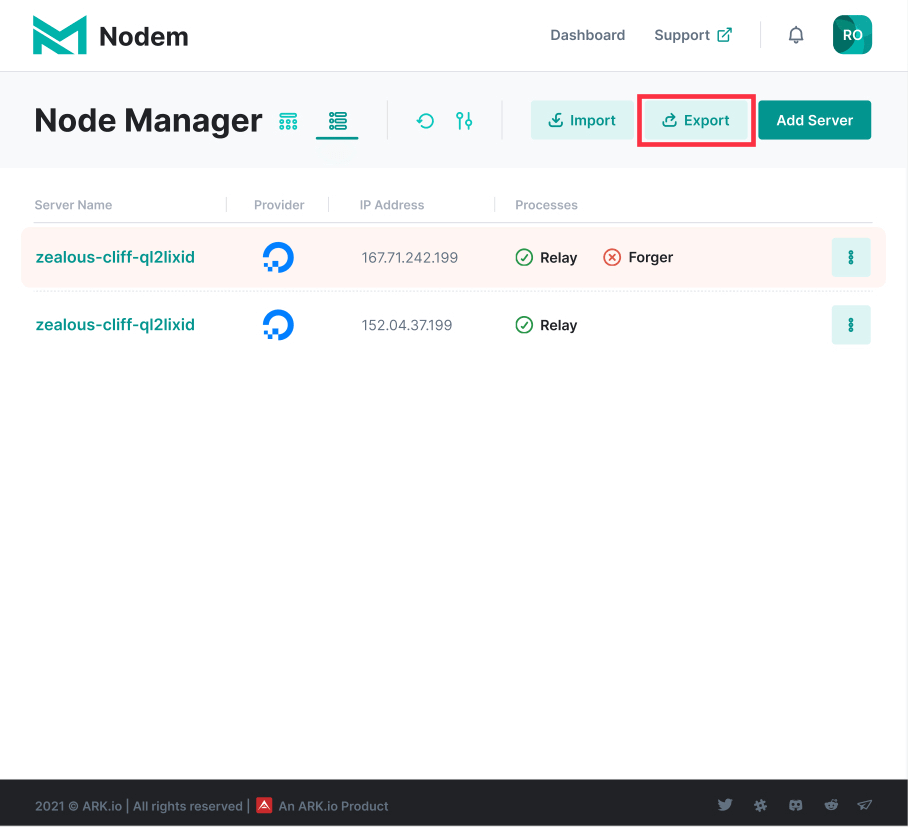 Nodem
Dashboard Support
RO
Node Manager
Import Export Add Server
Server Name Provider IP Address Processes
zealous-cliff-ql2lixid 167.71.242.199 Relay Forger
zealous-cliff-ql2lixid 152.04.37.199 Relay
2021 © ARK.io | All rights reserved | An ARK.io Product